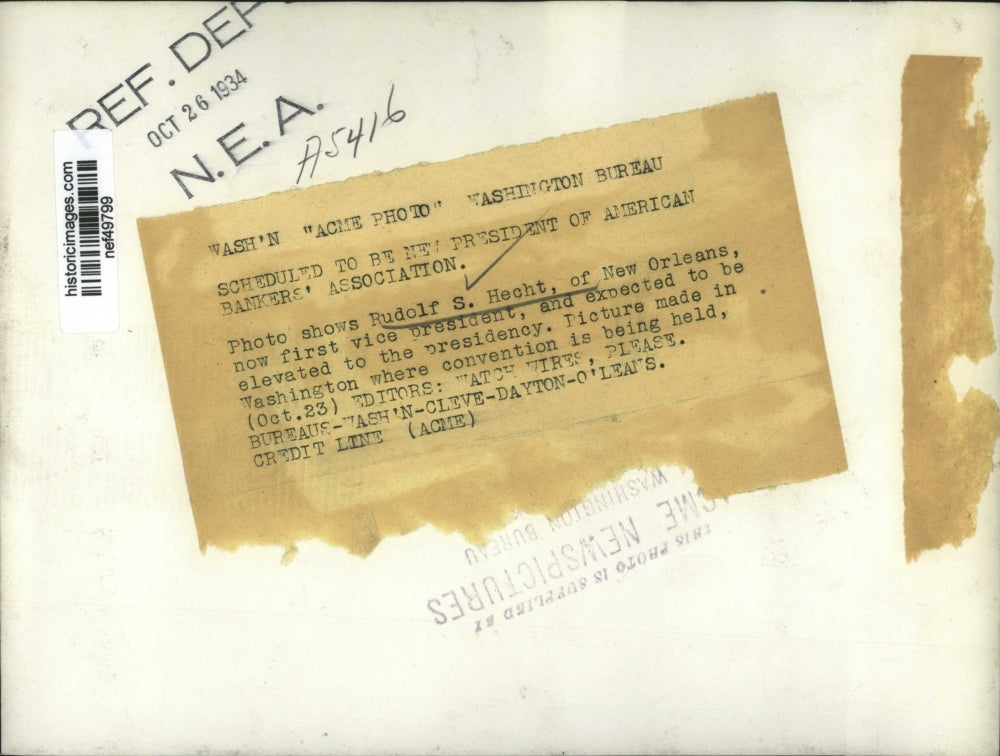 REF. DEP
OCT 26 1934
N. E. A.
A5416
historicimages.com
nef49799
WASH'N "ACME PHOTO" WASHINGTON BUREAU
SCHEDULED TO BE NEW PRESIDENT OF AMERICAN
BANKERS' ASSOCIATION.
Photo shows Rudolf S. Hecht, of New Orleans,
now first vice president, and expected to be
elevated to the presidency. Picture made in
Washington where convention is being held,
(Oct.23) EDITORS: WATCH WIRES, PLEASE.
BUREAUS-WASH'N-CLEVE-DAYTON-O'LEANS.
CREDIT LINE (ACME)
THIS PHOTO IS SUPPLIED BY
ACME NEWSPICTURES
WASHINGTON BUREAU